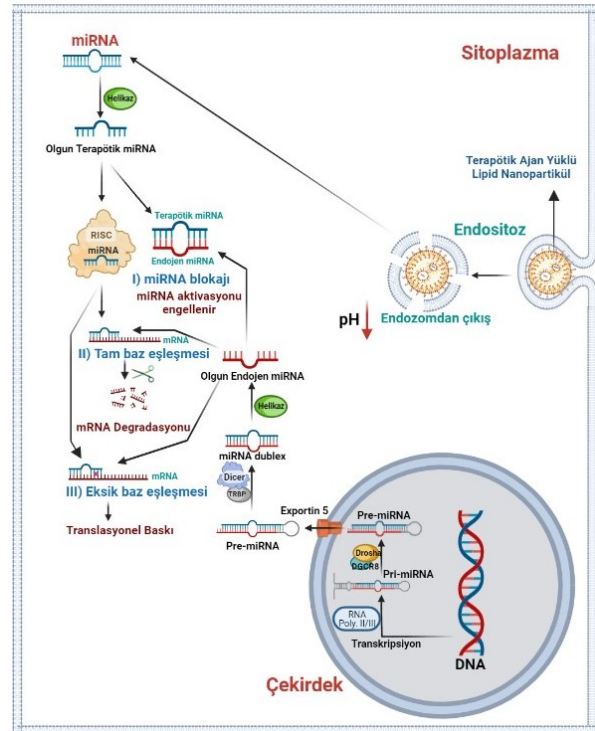 miRNA
Sitoplazma
Helikaz
Olgun Terapötik miRNA
Terapötik Ajan Yüklü
Lipid Nanopartikül
Terapötik miRNA
RISC
miRNA
Endojen miRNA
Endositoz
I) miRNA blokajı
miRNA aktivasyonu
engellenir
pH
Endozomdan çıkış
mRNA
II) Tam baz eşleşmesi
Olgun Endojen miRNA
mRNA Degradasyonu
Helikaz
miRNA dublex
mRNA
III) Eksik baz eşleşmesi
Dicer
TRBP
Translasyonel Baskı
Exportin 5
Pre-miRNA
Pre-miRNA
Drosha
DGCR8
Pri-miRNA
RNA
Poly. II/III
Transkripsiyon
DNA
Çekirdek